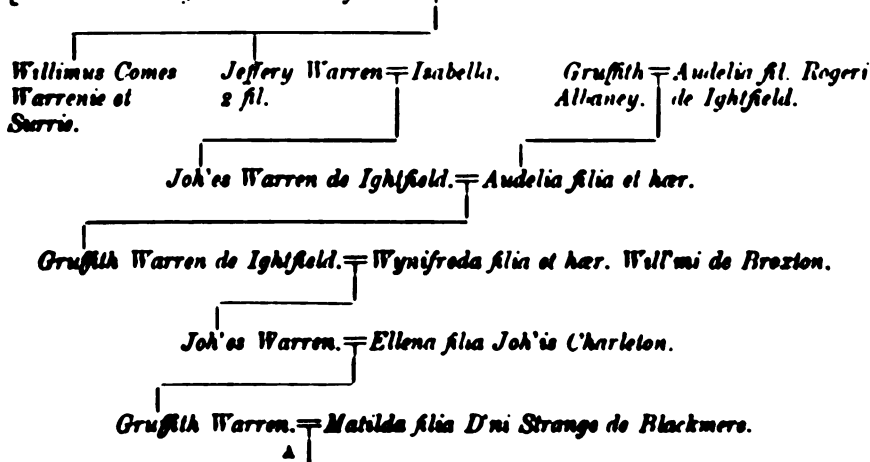 Willimus Comes Warrenie et Surrie.
Jeffery Warren = Isabella.
2 fil.
Gruffith Albaney. = Audelia fil. Rogeri de Ightfield.
Joh'es Warren de Ightfield. = Audelia filia et hær.
Gruffith Warren de Ightfield. = Wynifreda filia et hær. Will'mi de Broxton.
Joh'es Warren. = Ellena filia Joh'is Charleton.
Gruffith Warren. = Matilda filia D'ni Strange de Blackmere.
A